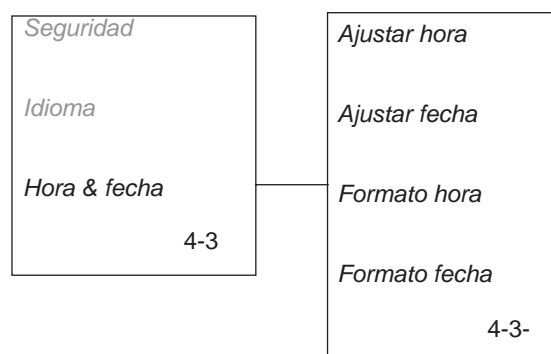 Seguridad
Idioma
Hora & fecha
4-3
Ajustar hora
Ajustar fecha
Formato hora
Formato fecha
4-3-